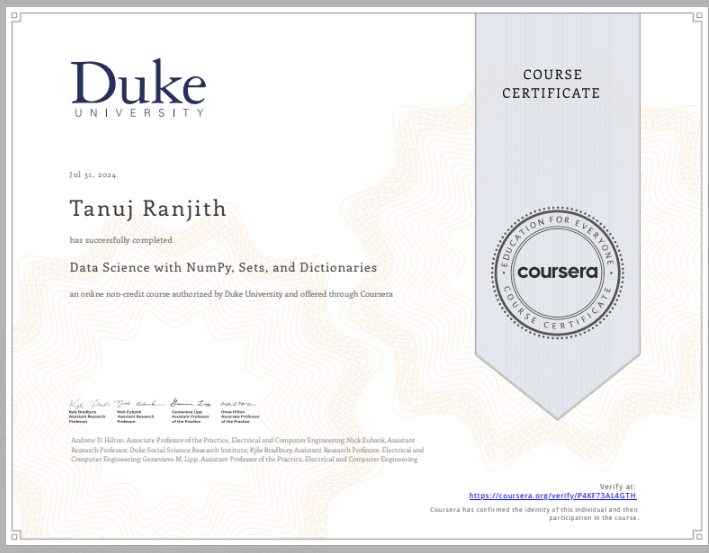 Duke
UNIVERSITY
COURSE
CERTIFICATE
Jul 31, 2024
Tanuj Ranjith
has successfully completed
Data Science with NumPy, Sets, and Dictionaries
an online non-credit course authorized by Duke University and offered through Coursera
EDUCATION FOR EVERYONE
coursera
COURSE CERTIFICATE
Kyle Bradbury Nick Eubank Genevieve Lipp Drew Hilton
Assistant Research Assistant Research Assistant Professor Associate Professor
Professor Professor of the Practice of the Practice
Andrew D. Hilton, Associate Professor of the Practice, Electrical and Computer Engineering; Nick Eubank, Assistant
Research Professor, Duke Social Science Research Institute; Kyle Bradbury, Assistant Research Professor, Electrical and
Computer Engineering; Genevieve M. Lipp, Assistant Professor of the Practice, Electrical and Computer Engineering
Verify at:
https://coursera.org/verify/P4KF73AL4GTH
Coursera has confirmed the identity of this individual and their
participation in the course.